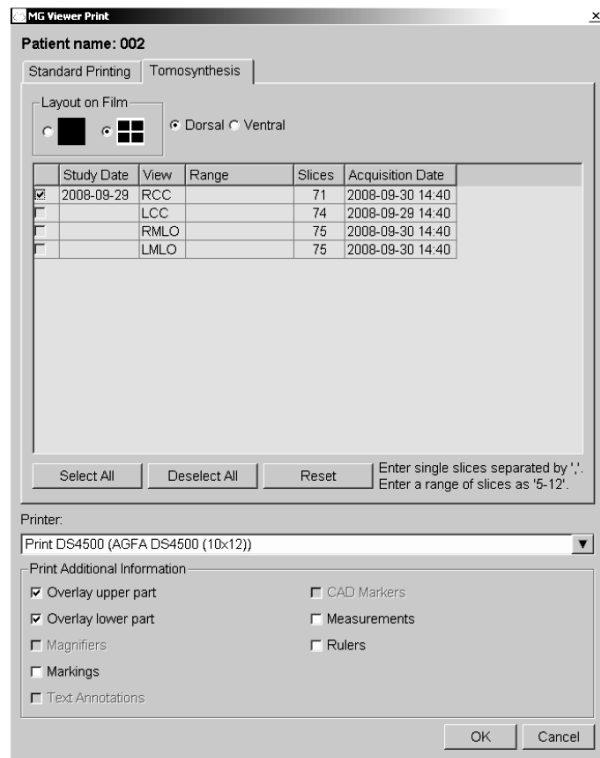 MG Viewer Print
Patient name: 002
Standard Printing Tomosynthesis
Layout on Film
Dorsal Ventral
Study Date View Range Slices Acquisition Date
2008-09-29 RCC 71 2008-09-30 14:40
LCC 74 2008-09-29 14:40
RMLO 75 2008-09-30 14:40
LMLO 75 2008-09-30 14:40
Select All Deselect All Reset Enter single slices separated by ','.
Enter a range of slices as '5-12'.
Printer:
Print DS4500 (AGFA DS4500 (10x12))
Print Additional Information
Overlay upper part CAD Markers
Overlay lower part Measurements
Magnifiers Rulers
Markings
Text Annotations
OK Cancel